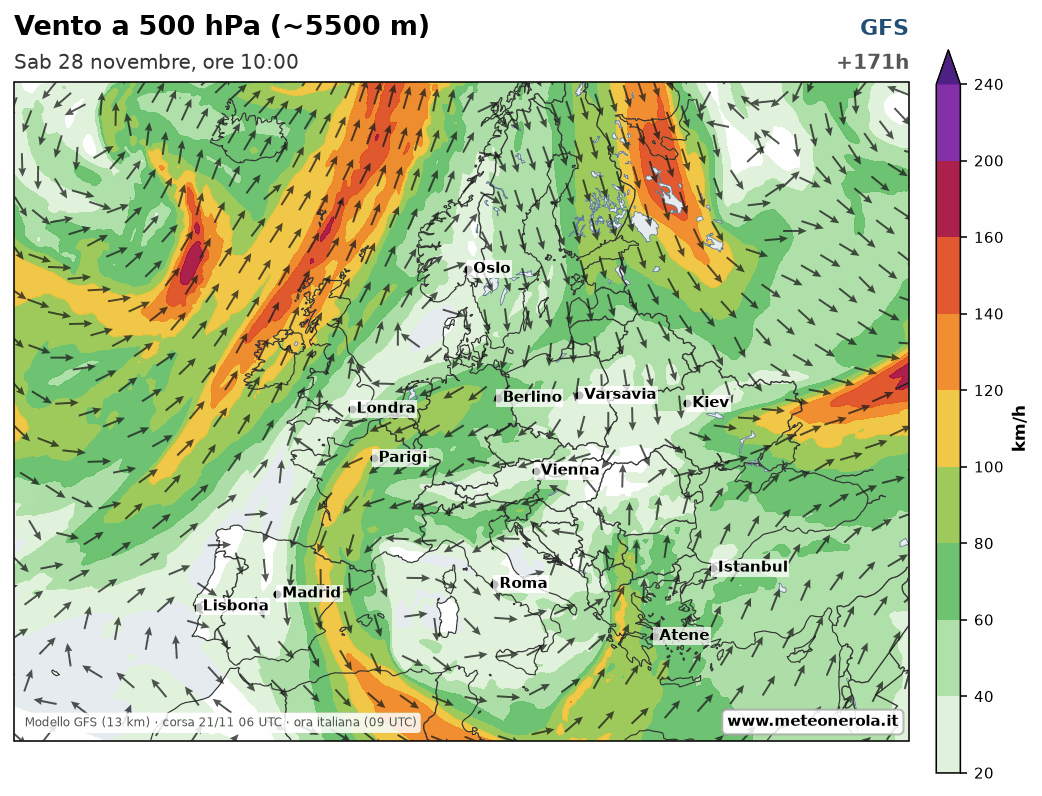 Vento a 500 hPa (~5500 m)
GFS
Sab 28 novembre, ore 10:00
+171h
240
200
160
140
120
100
80
60
40
20
km/h
Oslo
Berlino
Varsavia
Kiev
Londra
Parigi
Vienna
Istanbul
Roma
Madrid
Lisbona
Atene
Modello GFS (13 km) · corsa 21/11 06 UTC · ora italiana (09 UTC)
www.meteonerola.it